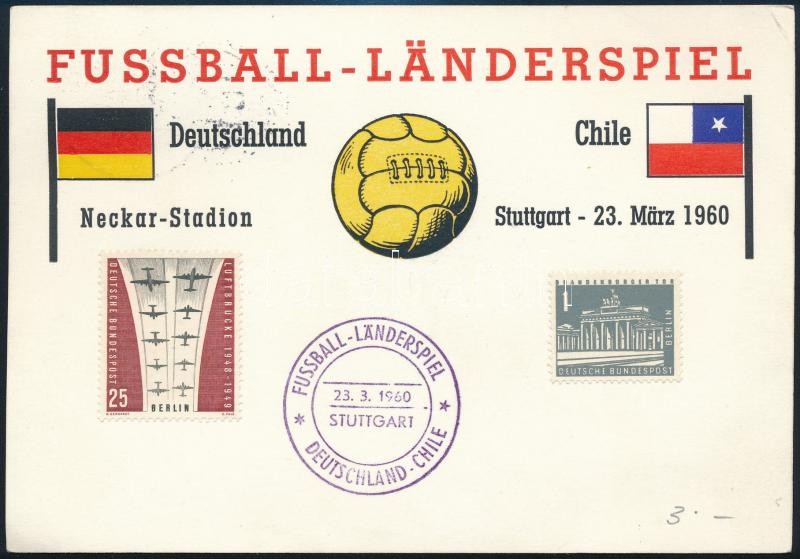 FUSSBALL-LÄNDERSPIEL
Deutschland
Chile
Neckar-Stadion
Stuttgart - 23. März 1960
DEUTSCHE BUNDESPOST
LUFTBRÜCKE 1948-1949
25
BERLIN
1
BRANDENBURGER TOR
BERLIN
DEUTSCHE BUNDESPOST
FUSSBALL-LÄNDERSPIEL
23. 3. 1960
STUTTGART
* DEUTSCHLAND-CHILE *
3. -